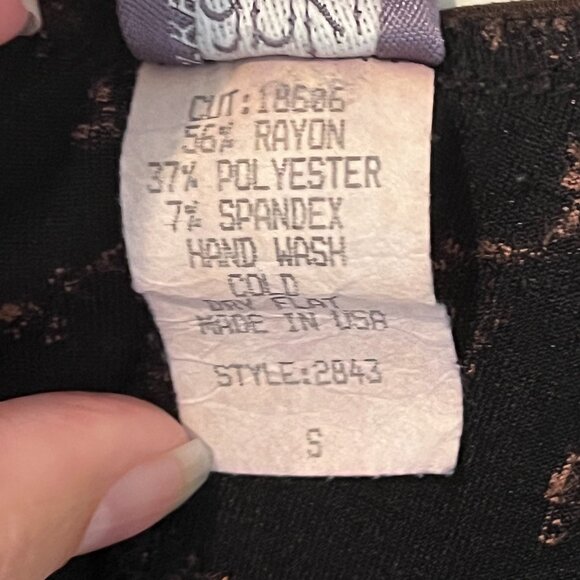 CUT:18606
56% RAYON
37% POLYESTER
7% SPANDEX
HAND WASH
COLD
DRY FLAT
MADE IN USA
STYLE:2843
S